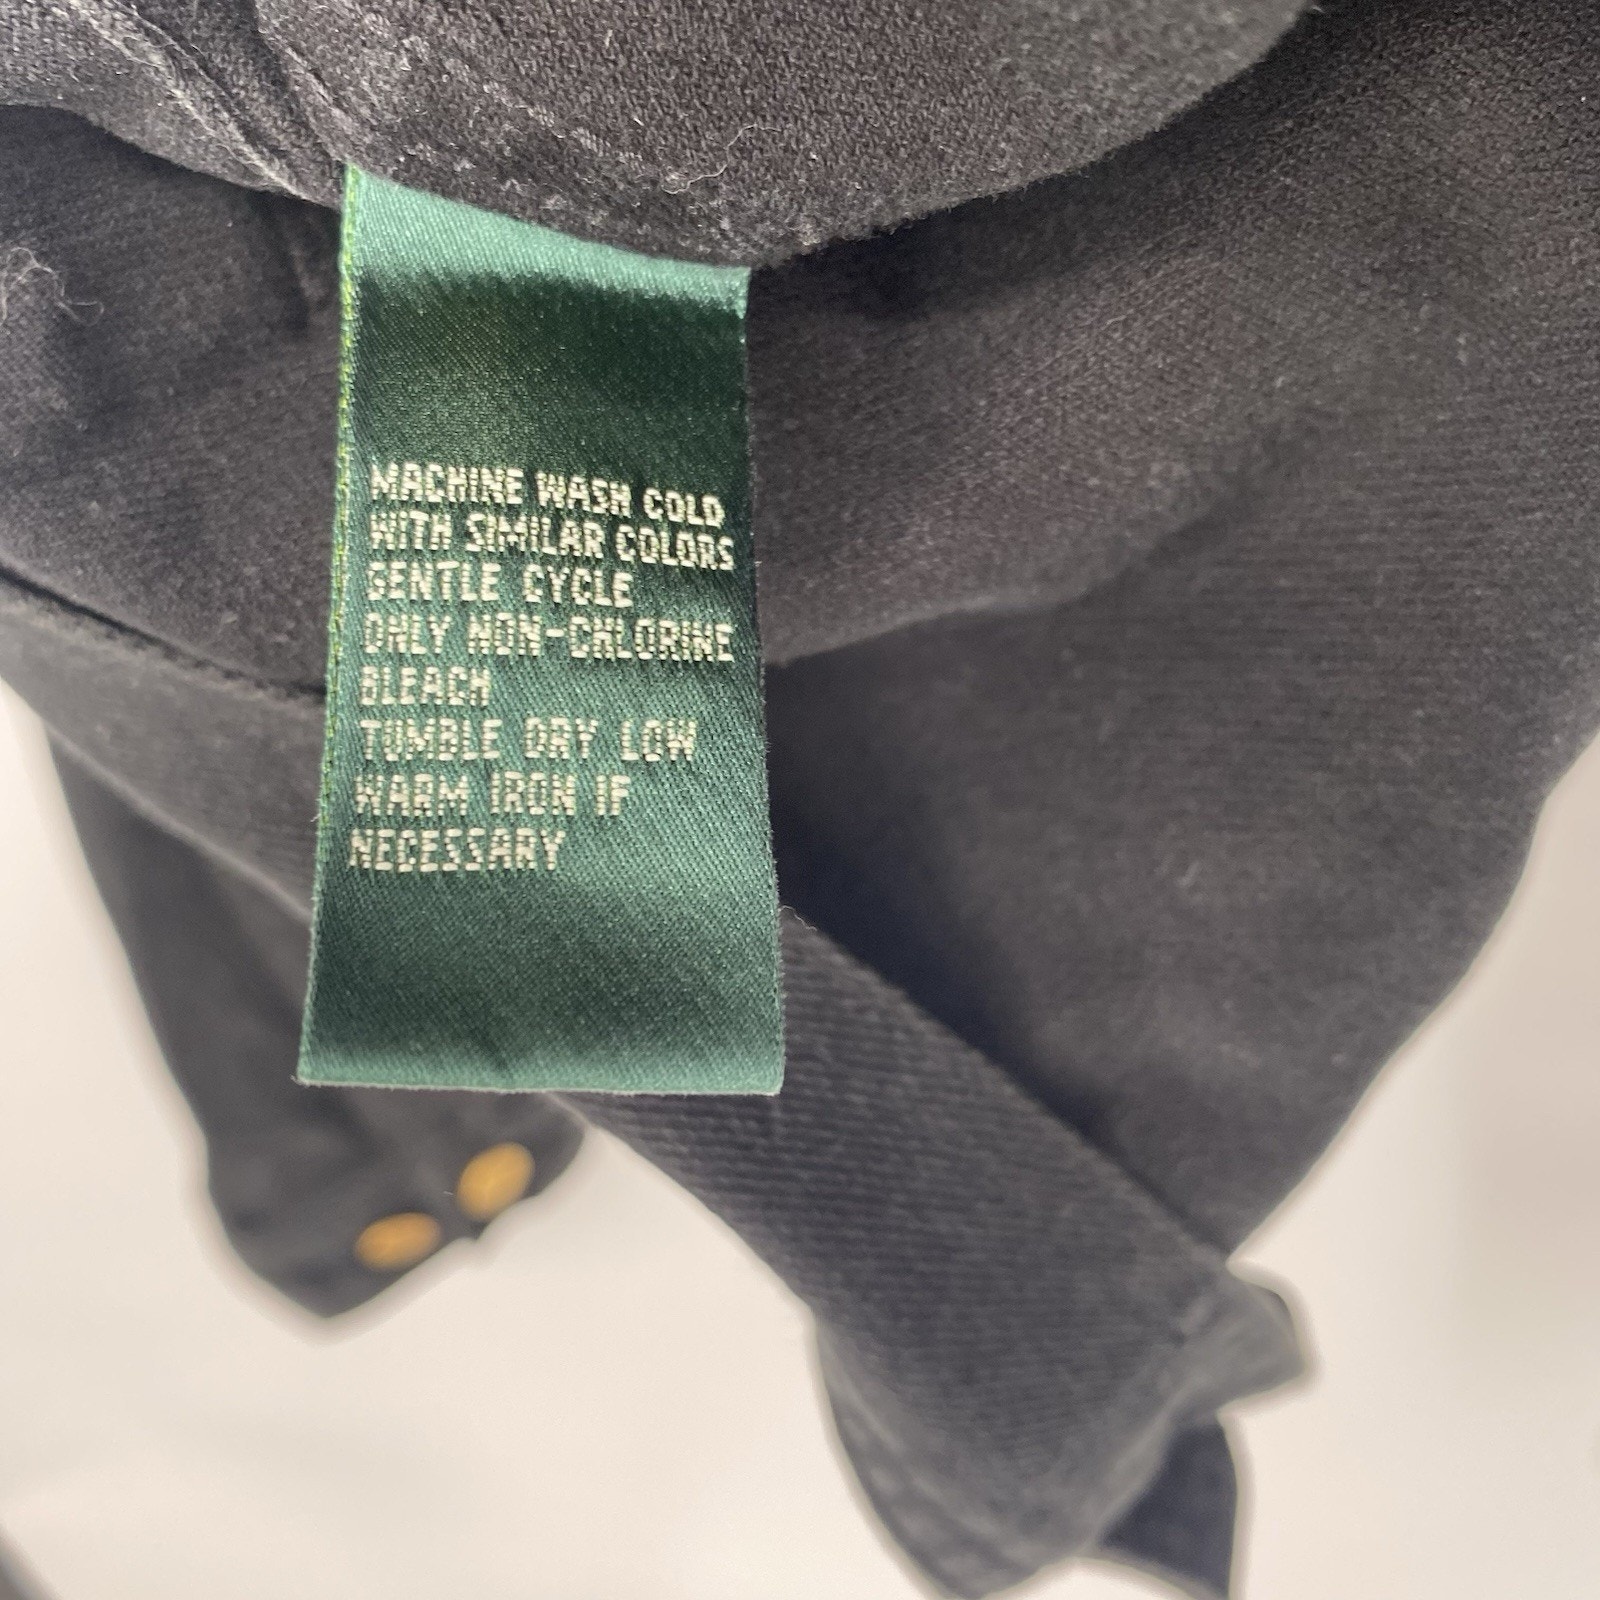 MACHINE WASH COLD
WITH SIMILAR COLORS
GENTLE CYCLE
ONLY NON-CHLORINE
BLEACH
TUMBLE DRY LOW
WARM IRON IF
NECESSARY